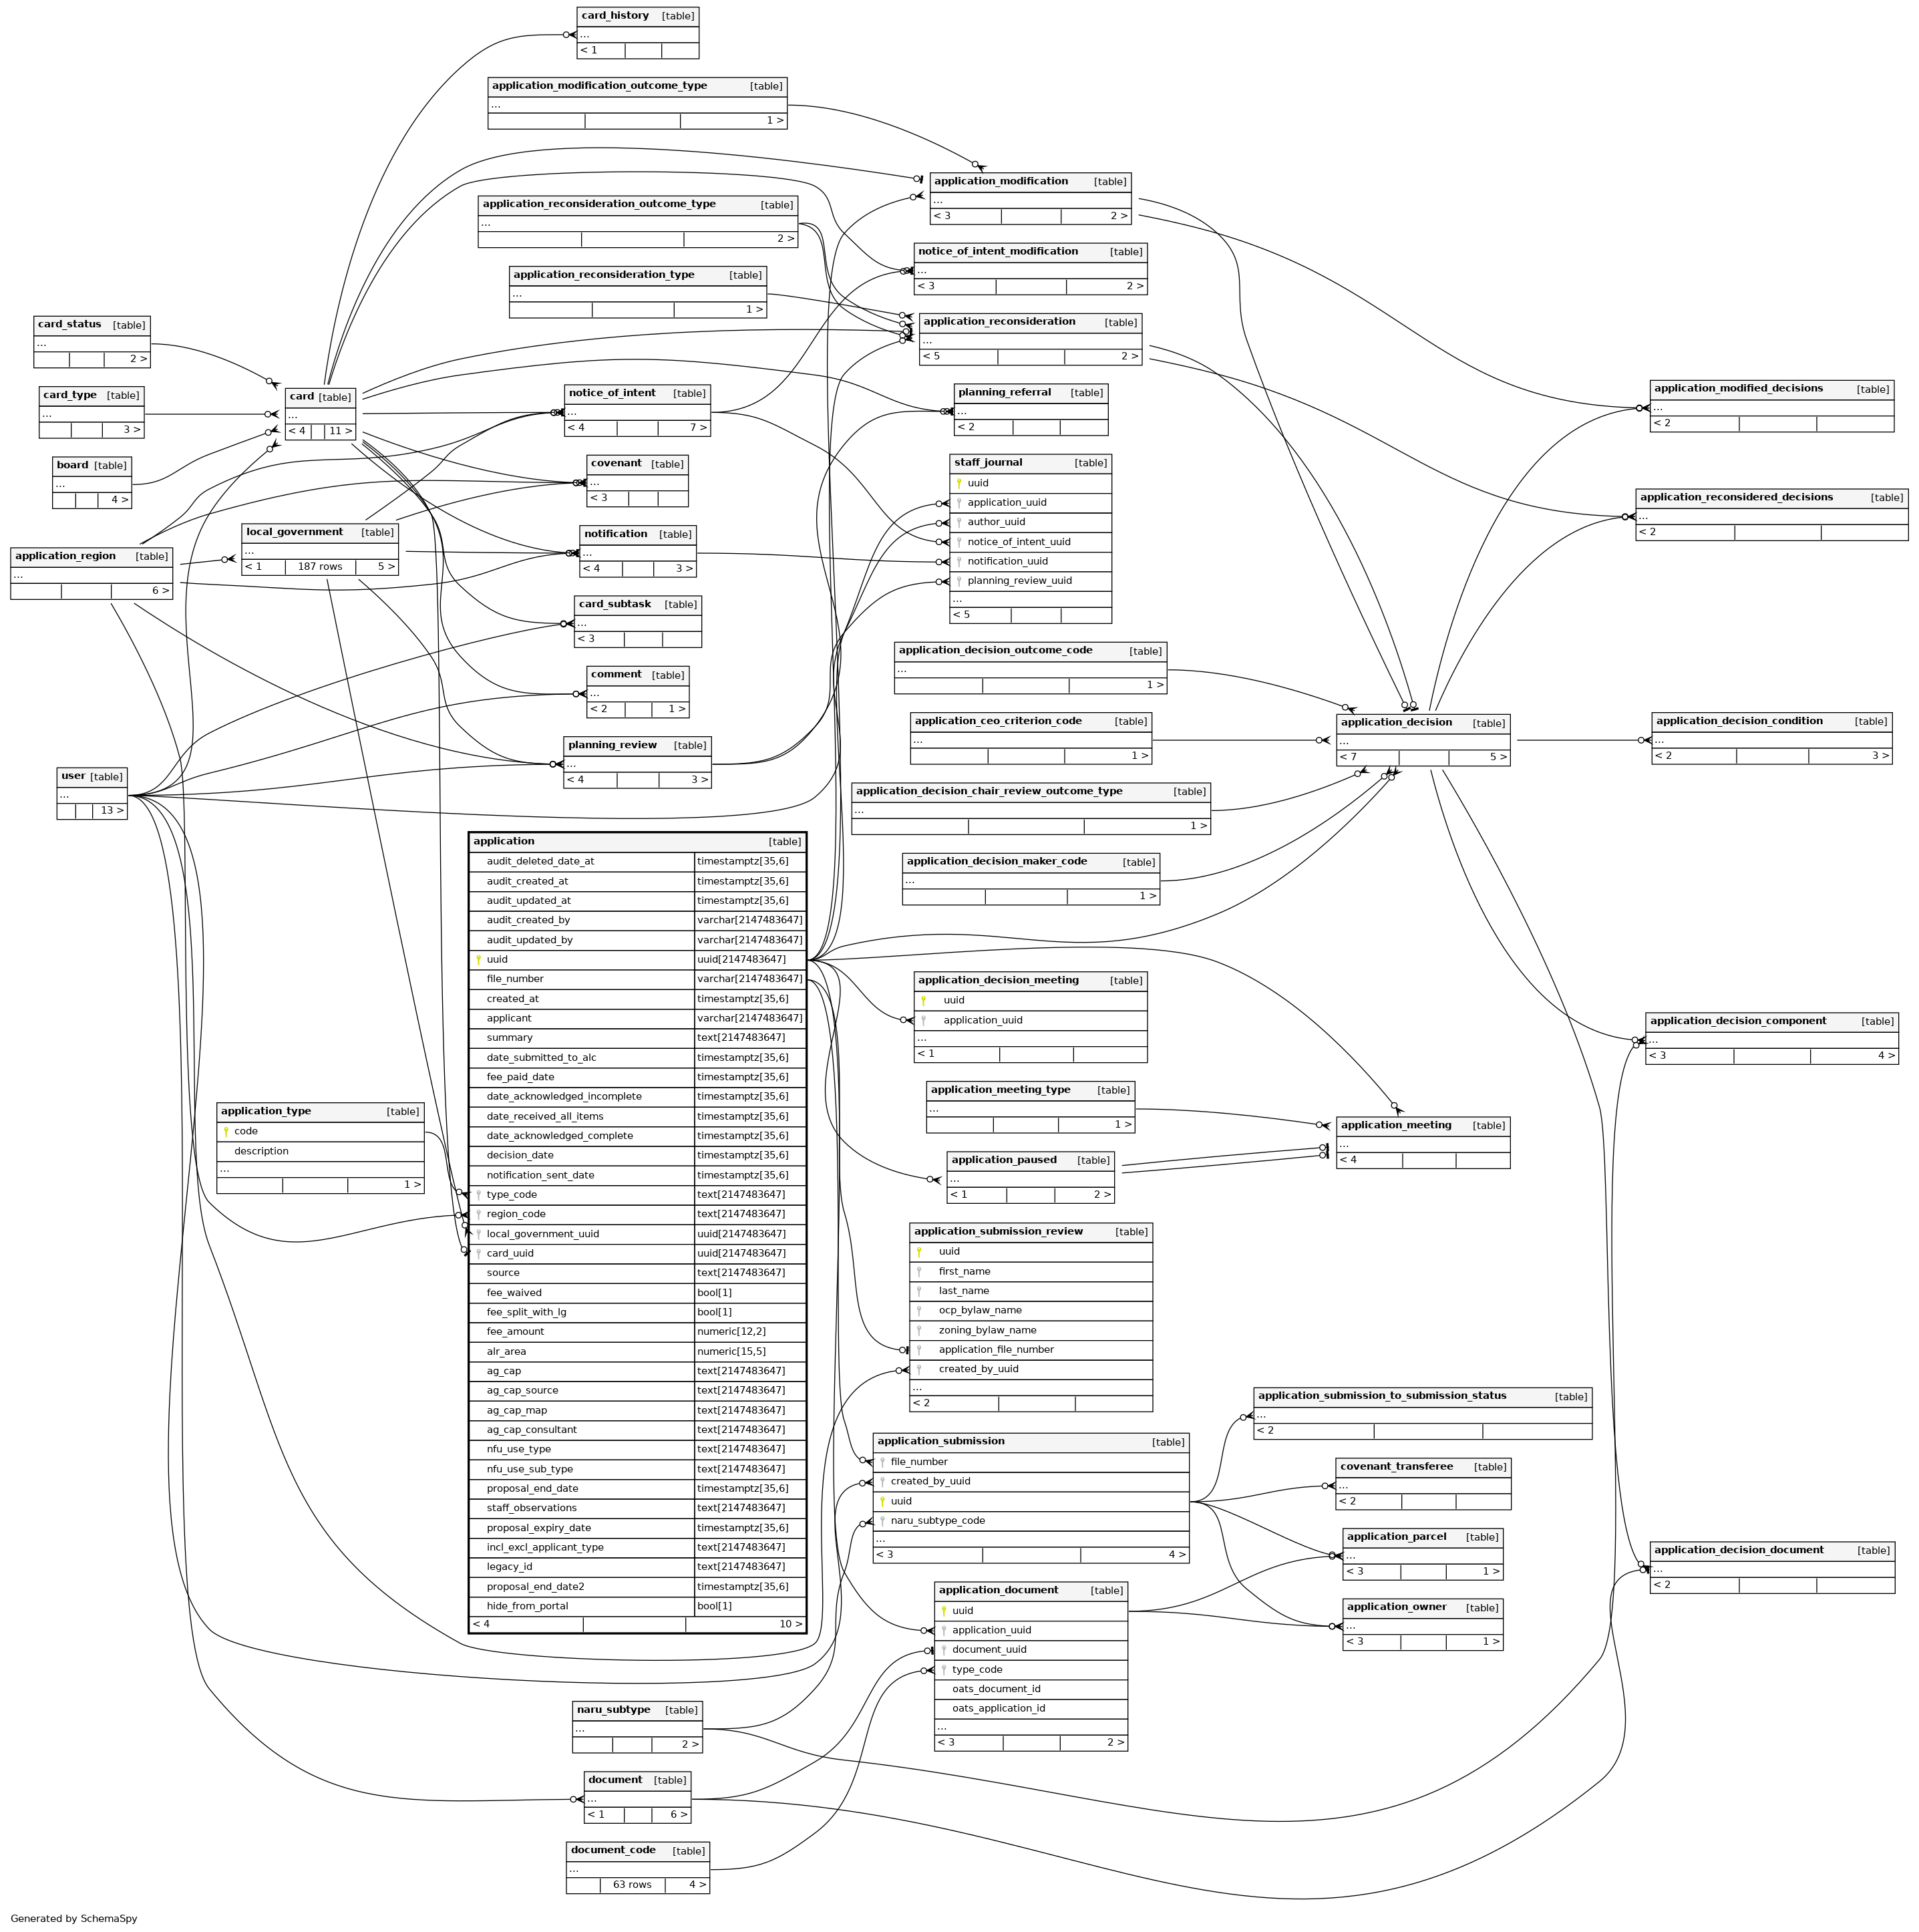 card_history [table]
...
< 1
application_modification_outcome_type [table]
...
1 >
application_modification [table]
...
< 3 2 >
application_reconsideration_outcome_type [table]
...
2 >
notice_of_intent_modification [table]
...
< 3 2 >
application_reconsideration_type [table]
...
1 >
application_reconsideration [table]
...
< 5 2 >
card_status [table]
...
2 >
card_type [table]
...
3 >
card [table]
...
< 4 11 >
board [table]
...
4 >
notice_of_intent [table]
...
< 4 7 >
planning_referral [table]
...
< 2
application_modified_decisions [table]
...
< 2
covenant [table]
...
< 3
staff_journal [table]
uuid
application_uuid
author_uuid
notice_of_intent_uuid
notification_uuid
planning_review_uuid
...
< 5
application_reconsidered_decisions [table]
...
< 2
local_government [table]
...
< 1 187 rows 5 >
application_region [table]
...
6 >
notification [table]
...
< 4 3 >
card_subtask [table]
...
< 3
comment [table]
...
< 2 1 >
application_decision_outcome_code [table]
...
1 >
application_ceo_criterion_code [table]
...
1 >
application_decision [table]
...
< 7 5 >
application_decision_condition [table]
...
< 2 3 >
planning_review [table]
...
< 4 3 >
user [table]
...
13 >
application_decision_chair_review_outcome_type [table]
...
1 >
application_decision_maker_code [table]
...
1 >
application [table]
audit_deleted_date_at timestamptz[35,6]
audit_created_at timestamptz[35,6]
audit_updated_at timestamptz[35,6]
audit_created_by varchar[2147483647]
audit_updated_by varchar[2147483647]
uuid uuid[2147483647]
file_number varchar[2147483647]
created_at timestamptz[35,6]
applicant varchar[2147483647]
summary text[2147483647]
date_submitted_to_alc timestamptz[35,6]
fee_paid_date timestamptz[35,6]
date_acknowledged_incomplete timestamptz[35,6]
date_received_all_items timestamptz[35,6]
date_acknowledged_complete timestamptz[35,6]
decision_date timestamptz[35,6]
notification_sent_date timestamptz[35,6]
type_code text[2147483647]
region_code text[2147483647]
local_government_uuid uuid[2147483647]
card_uuid uuid[2147483647]
source text[2147483647]
fee_waived bool[1]
fee_split_with_lg bool[1]
fee_amount numeric[12,2]
alr_area numeric[15,5]
ag_cap text[2147483647]
ag_cap_source text[2147483647]
ag_cap_map text[2147483647]
ag_cap_consultant text[2147483647]
nfu_use_type text[2147483647]
nfu_use_sub_type text[2147483647]
proposal_end_date timestamptz[35,6]
staff_observations text[2147483647]
proposal_expiry_date timestamptz[35,6]
incl_excl_applicant_type text[2147483647]
legacy_id text[2147483647]
proposal_end_date2 timestamptz[35,6]
hide_from_portal bool[1]
< 4 10 >
application_decision_meeting [table]
uuid
application_uuid
...
< 1
application_decision_component [table]
...
< 3 4 >
application_type [table]
code
description
...
1 >
application_meeting_type [table]
...
1 >
application_meeting [table]
...
< 4
application_paused [table]
...
< 1 2 >
application_submission_review [table]
uuid
first_name
last_name
ocp_bylaw_name
zoning_bylaw_name
application_file_number
created_by_uuid
...
< 2
application_submission_to_submission_status [table]
...
< 2
application_submission [table]
file_number
created_by_uuid
uuid
naru_subtype_code
...
< 3 4 >
covenant_transferee [table]
...
< 2
application_parcel [table]
...
< 3 1 >
application_decision_document [table]
...
< 2
application_document [table]
uuid
application_uuid
document_uuid
type_code
oats_document_id
oats_application_id
...
< 3 2 >
application_owner [table]
...
< 3 1 >
naru_subtype [table]
...
2 >
document [table]
...
< 1 6 >
document_code [table]
...
63 rows 4 >
Generated by SchemaSpy